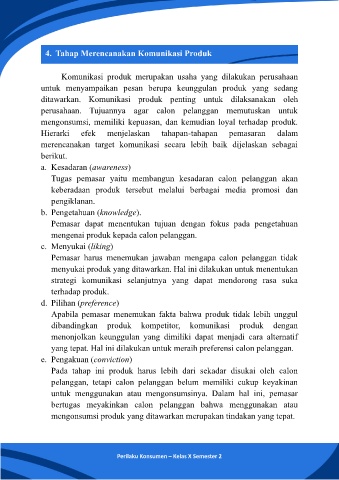 4. Tahap Merencanakan Komunikasi Produk
Komunikasi produk merupakan usaha yang dilakukan perusahaan
untuk menyampaikan pesan berupa keunggulan produk yang sedang
ditawarkan. Komunikasi produk penting untuk dilaksanakan oleh
perusahaan. Tujuannya agar calon pelanggan memutuskan untuk
mengonsumsi, memiliki kepuasan, dan kemudian loyal terhadap produk.
Hierarki efek menjelaskan tahapan-tahapan pemasaran dalam
merencanakan target komunikasi secara lebih baik dijelaskan sebagai
berikut.
a. Kesadaran (awareness)
Tugas pemasar yaitu membangun kesadaran calon pelanggan akan
keberadaan produk tersebut melalui berbagai media promosi dan
pengiklanan.
b. Pengetahuan (knowledge).
Pemasar dapat menentukan tujuan dengan fokus pada pengetahuan
mengenai produk kepada calon pelanggan.
c. Menyukai (liking)
Pemasar harus menemukan jawaban mengapa calon pelanggan tidak
menyukai produk yang ditawarkan. Hal ini dilakukan untuk menentukan
strategi komunikasi selanjutnya yang dapat mendorong rasa suka
terhadap produk.
d. Pilihan (preference)
Apabila pemasar menemukan fakta bahwa produk tidak lebih unggul
dibandingkan produk kompetitor, komunikasi produk dengan
menonjolkan keunggulan yang dimiliki dapat menjadi cara alternatif
yang tepat. Hal ini dilakukan untuk meraih preferensi calon pelanggan.
e. Pengakuan (conviction)
Pada tahap ini produk harus lebih dari sekadar disukai oleh calon
pelanggan, tetapi calon pelanggan belum memiliki cukup keyakinan
untuk menggunakan atau mengonsumsinya. Dalam hal ini, pemasar
bertugas meyakinkan calon pelanggan bahwa menggunakan atau
mengonsumsi produk yang ditawarkan merupakan tindakan yang tepat.
Perilaku Konsumen – Kelas X Semester 2